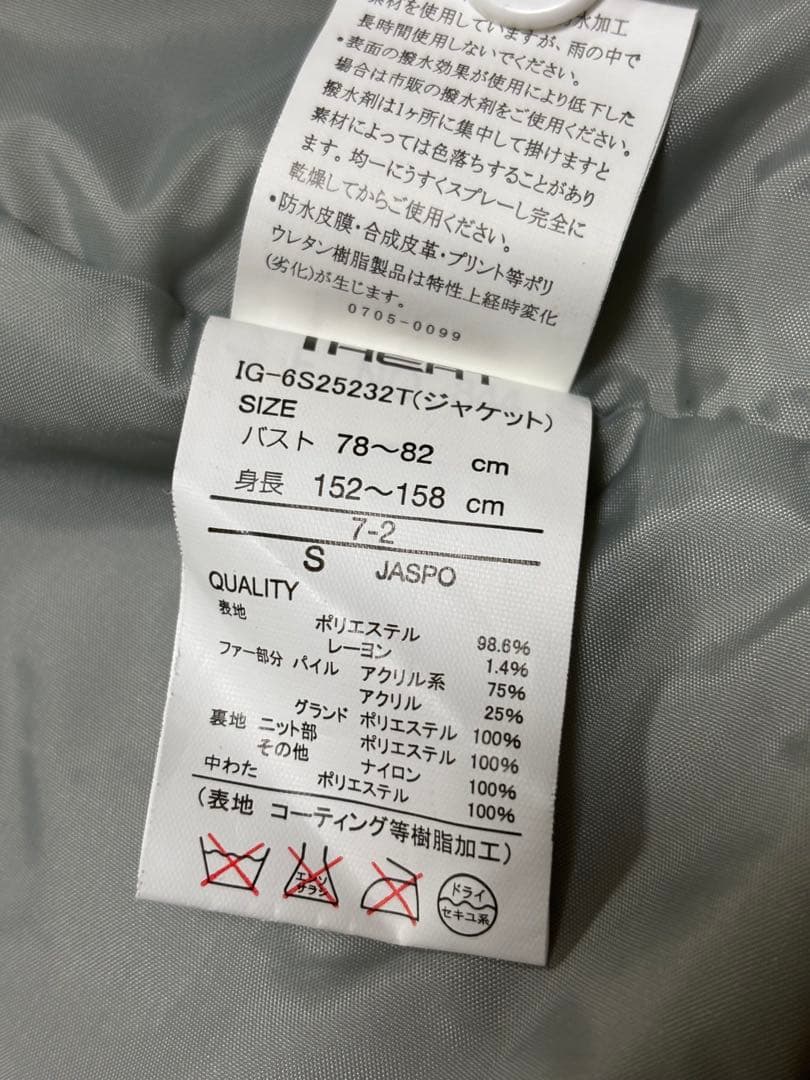 素材を使用していますが、雨の中で
長時間使用しないでください。
・表面の撥水効果が使用により低下した
場合は市販の撥水剤をご使用ください。
撥水剤は1ヶ所に集中して掛けますと
素材によっては色落ちすることがあり
ます。均一にうすくスプレーし完全に
乾燥してからご使用ください。
・防水皮膜・合成皮革・プリント等ポリ
ウレタン樹脂製品は特性上経時変化
(劣化)が生じます。
0705-0099
IG-6S25232T(ジャケット)
SIZE
バスト 78～82 cm
身長 152～158 cm
7-2
S JASPO
QUALITY
表地 ポリエステル 98.6%
レーヨン 1.4%
ファー部分 パイル アクリル系 75%
アクリル 25%
グランド ポリエステル 100%
裏地 ニット部 ポリエステル 100%
その他 ナイロン 100%
中わた ポリエステル 100%
(表地 コーティング等樹脂加工)
エンソ
サラシ
ドライ
セキユ系